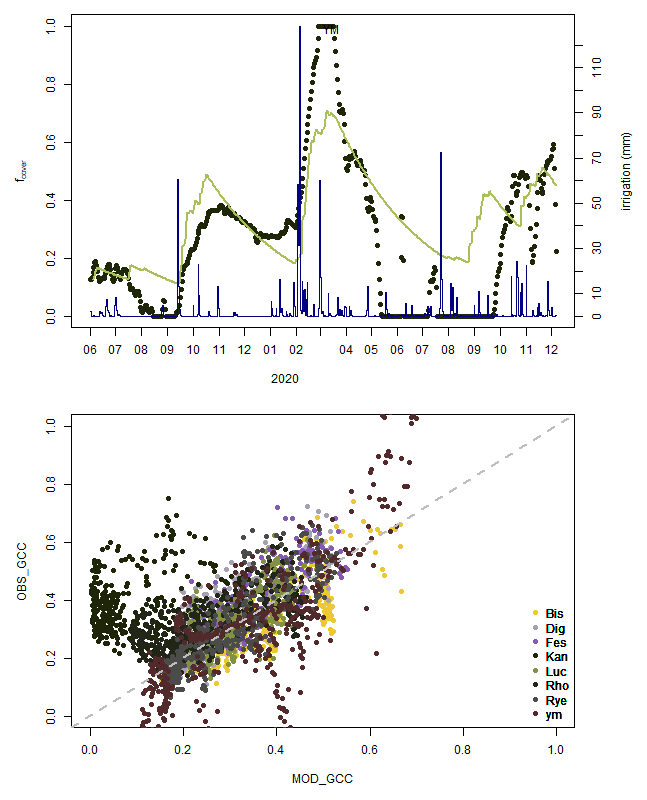 YM
1.0
0.8
0.6
0.4
0.2
0.0
fcover
110
90
70
50
30
10
0
irrigation (mm)
06 07 08 09 10 11 12 01 02 04 05 06 07 08 09 10 11 12
2020
1.0
0.8
0.6
0.4
0.2
0.0
OBS_GCC
Bis
Dig
Fes
Kan
Luc
Rho
Rye
ym
0.0 0.2 0.4 0.6 0.8 1.0
MOD_GCC